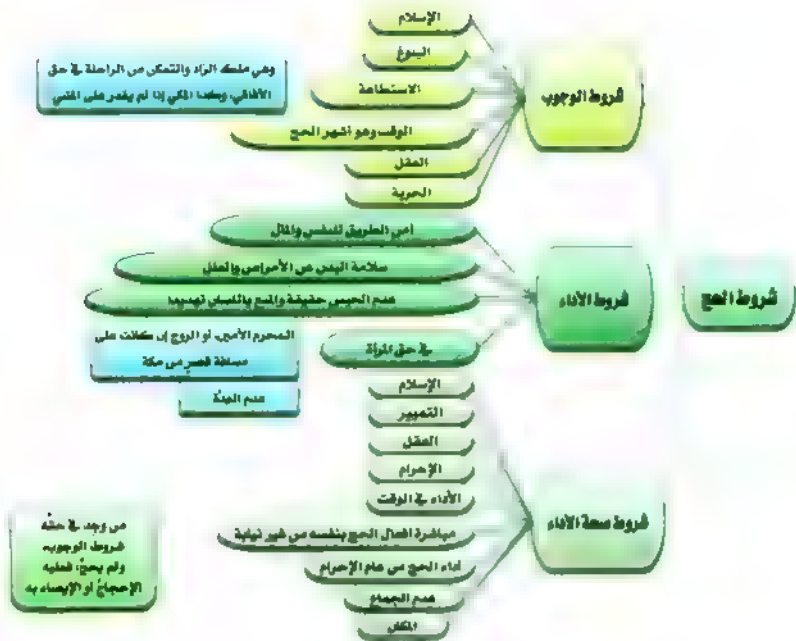 شروط الحج
شروط الوجوب
الإسلام
البلوغ
الاستطاعة
وهي ملك الزاد والتمكن من الراحلة في حق
الآفاقي، وكذا المكي إذا لم يقدر على المشي
الوقت وهو أشهر الحج
العقل
الحرية
شروط الأداء
أمن الطريق للنفس والمال
سلامة البدن عن الأمراض والعلل
عدم الحبس حقيقة والمنع باللسان تهديدا
في حق المرأة
المحرم الأمين، أو الزوج إن كانت على
مسافة قصر من مكة
عدم العدة
شروط صحة الأداء
الإسلام
التمييز
العقل
الإحرام
الأداء في الوقت
مباشرة أفعال الحج بنفسه من غير نيابة
أداء الحج من عام الإحرام
عدم الجماع
المكان
من وجد في حقه
شروط الوجوب،
ولم يحج، فعليه
الإحجاج أو الإيصاء به